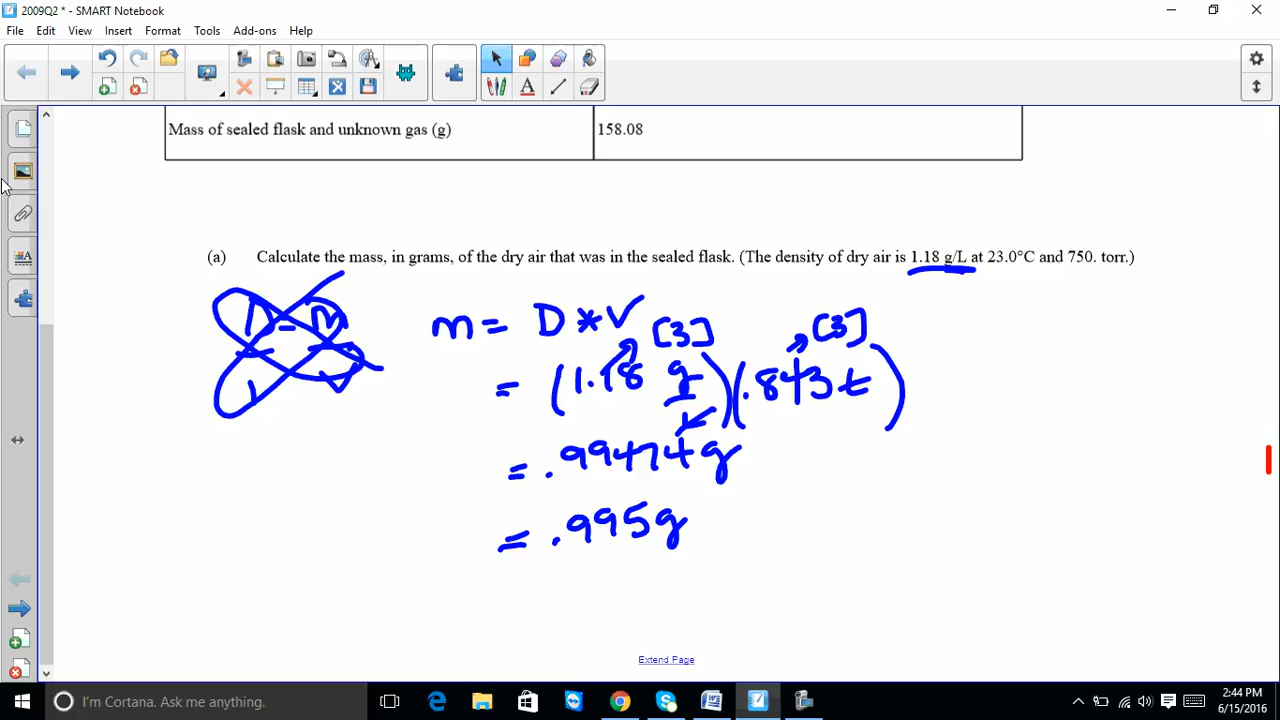 2009Q2 * - SMART Notebook
File Edit View Insert Format Tools Add-ons Help
Mass of sealed flask and unknown gas (g) 158.08
(a) Calculate the mass, in grams, of the dry air that was in the sealed flask. (The density of dry air is 1.18 g/L at 23.0°C and 750. torr.)
D = M
1 V
m = D * V
[3] [3]
= (1.18 g/L)(.843 L)
= .99474 g
= .995 g
Extend Page
I'm Cortana. Ask me anything.
2:44 PM
6/15/2016